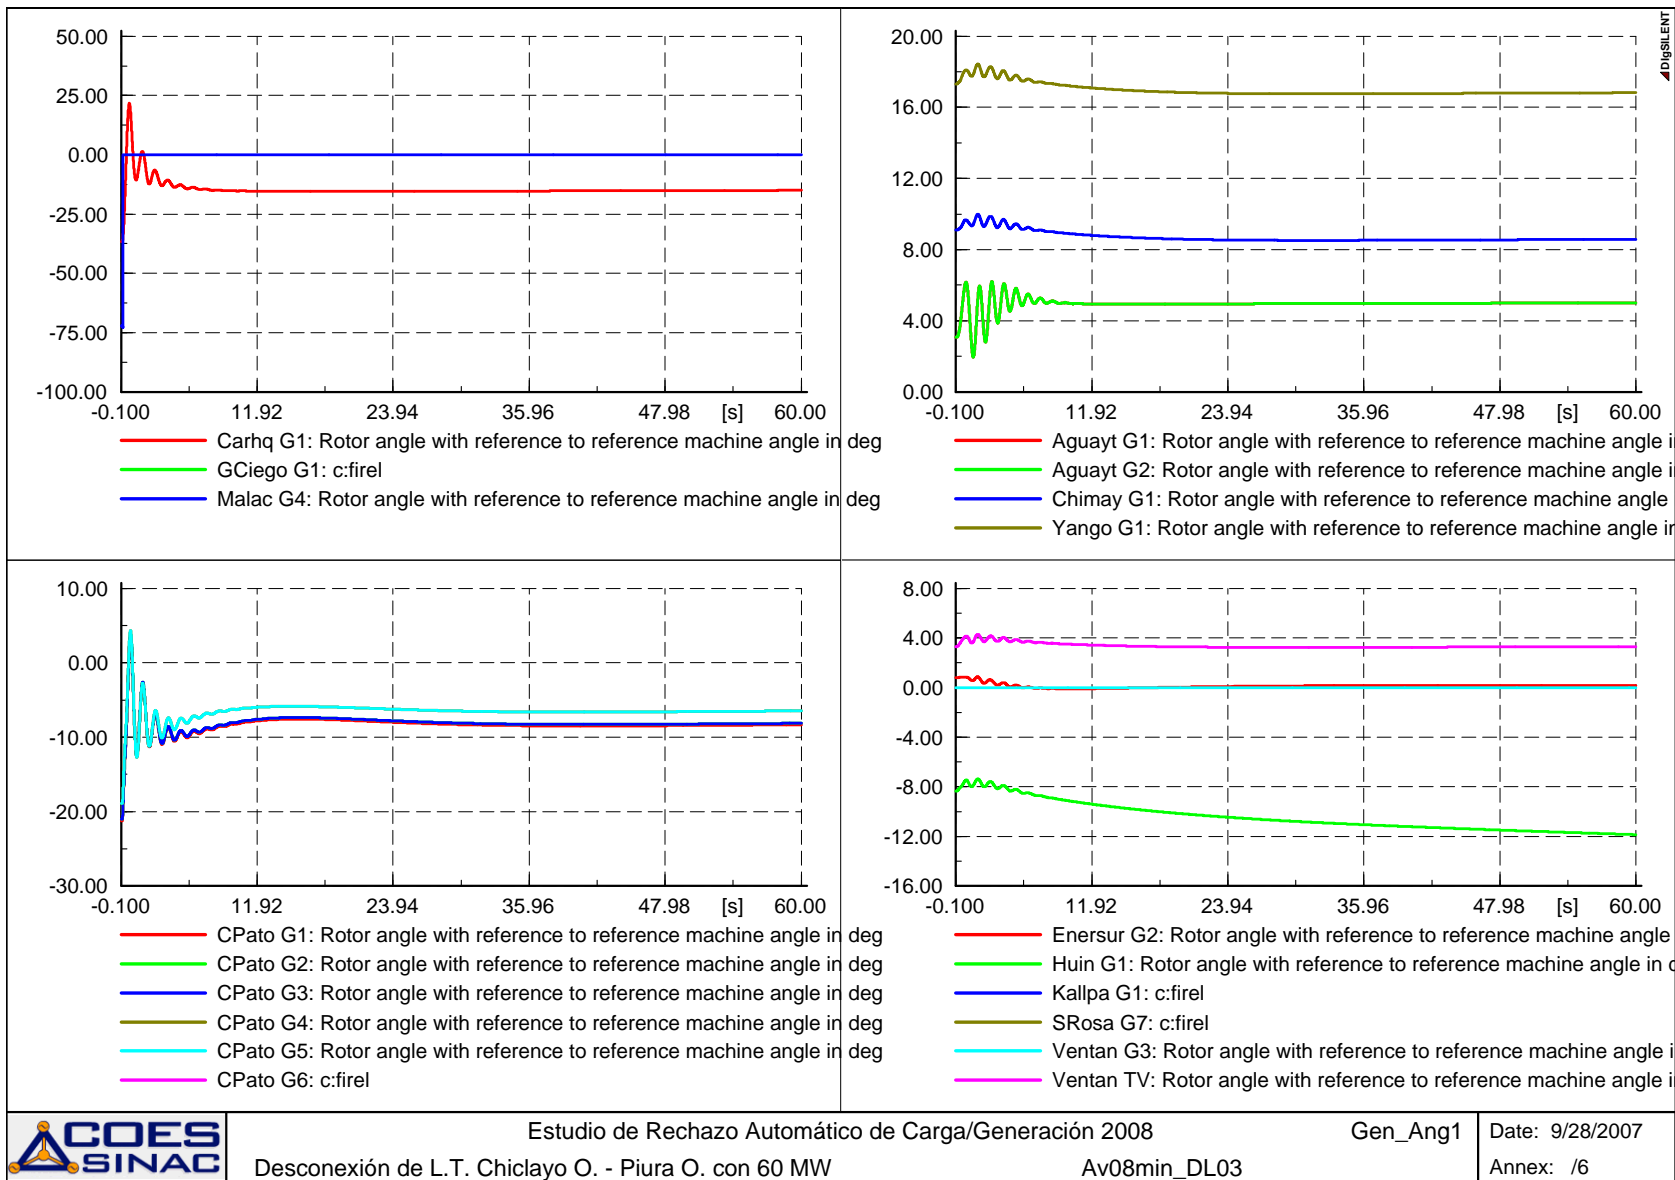 50.00
25.00
0.00
-25.00
-50.00
-75.00
-100.00
-0.100 11.92 23.94 35.96 47.98 [s] 60.00
Carhq G1: Rotor angle with reference to reference machine angle in deg
GCiego G1: c:firel
Malac G4: Rotor angle with reference to reference machine angle in deg
DIgSILENT
20.00
16.00
12.00
8.00
4.00
0.00
-0.100 11.92 23.94 35.96 47.98 [s] 60.00
Aguayt G1: Rotor angle with reference to reference machine angle i
Aguayt G2: Rotor angle with reference to reference machine angle i
Chimay G1: Rotor angle with reference to reference machine angle
Yango G1: Rotor angle with reference to reference machine angle i
10.00
0.00
-10.00
-20.00
-30.00
-0.100 11.92 23.94 35.96 47.98 [s] 60.00
CPato G1: Rotor angle with reference to reference machine angle in deg
CPato G2: Rotor angle with reference to reference machine angle in deg
CPato G3: Rotor angle with reference to reference machine angle in deg
CPato G4: Rotor angle with reference to reference machine angle in deg
CPato G5: Rotor angle with reference to reference machine angle in deg
CPato G6: c:firel
8.00
4.00
0.00
-4.00
-8.00
-12.00
-16.00
-0.100 11.92 23.94 35.96 47.98 [s] 60.00
Enersur G2: Rotor angle with reference to reference machine angle
Huin G1: Rotor angle with reference to reference machine angle in d
Kallpa G1: c:firel
SRosa G7: c:firel
Ventan G3: Rotor angle with reference to reference machine angle i
Ventan TV: Rotor angle with reference to reference machine angle i
COES
SINAC
Estudio de Rechazo Automático de Carga/Generación 2008 Gen_Ang1
Desconexión de L.T. Chiclayo O. - Piura O. con 60 MW Av08min_DL03
Date: 9/28/2007
Annex: /6